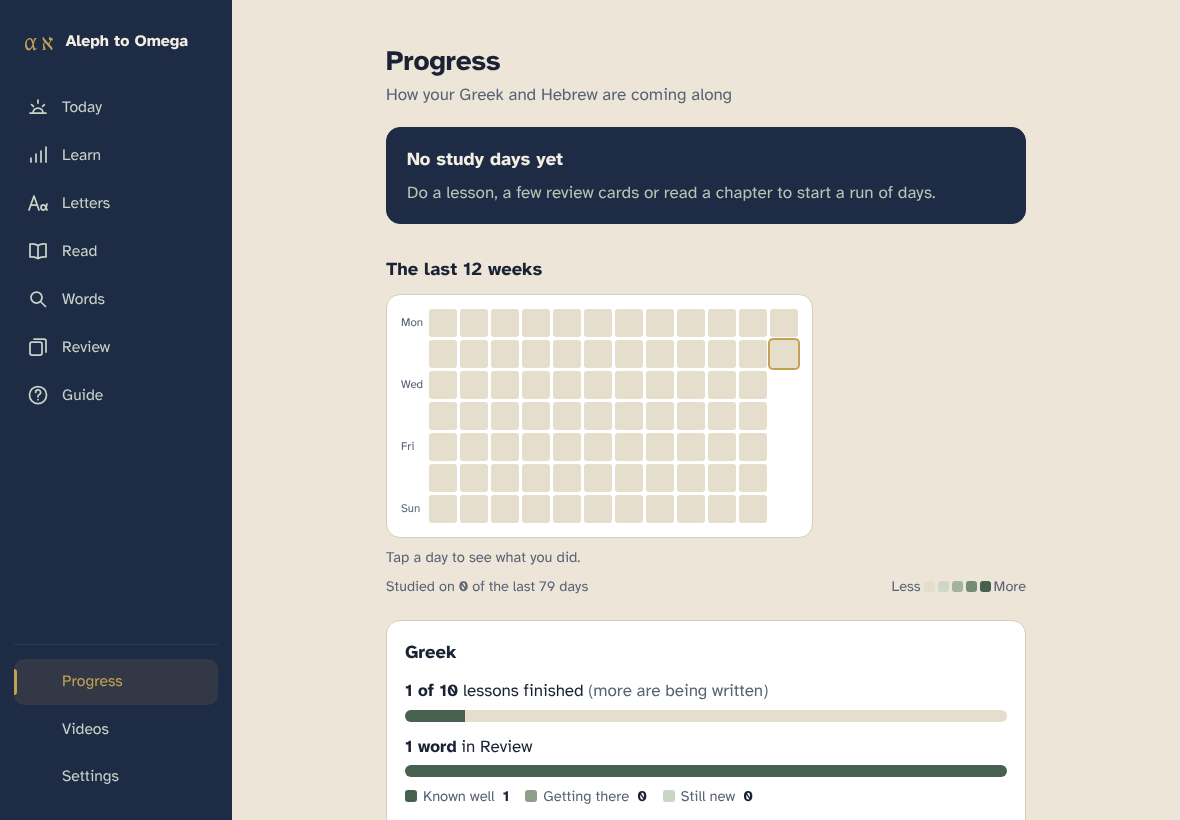 α א Aleph to Omega
Today
Learn
Letters
Read
Words
Review
Guide
Progress
Videos
Settings
Progress
How your Greek and Hebrew are coming along
No study days yet
Do a lesson, a few review cards or read a chapter to start a run of days.
The last 12 weeks
Mon
Wed
Fri
Sun
Tap a day to see what you did.
Studied on 0 of the last 79 days
Less More
Greek
1 of 10 lessons finished (more are being written)
1 word in Review
Known well 1 Getting there 0 Still new 0